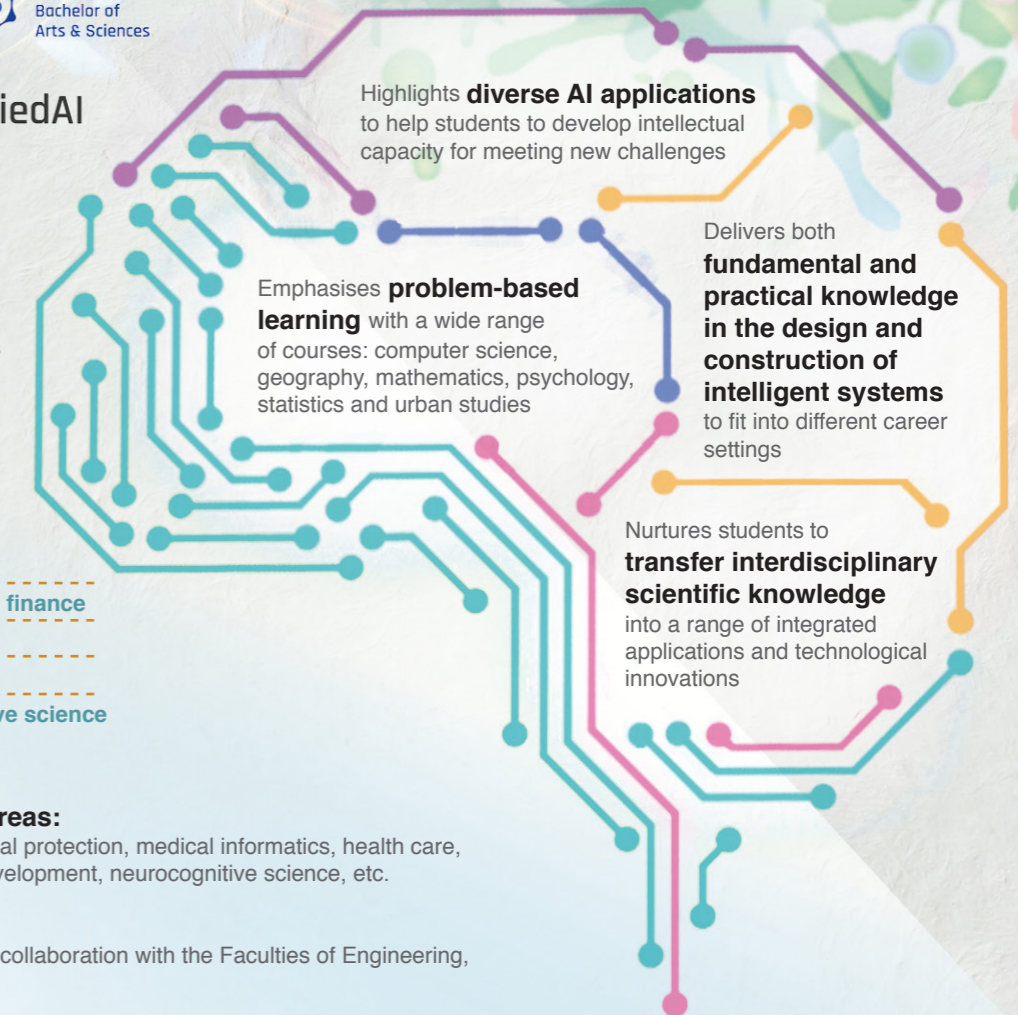 Bachelor of
Arts & Sciences
iedAI
Highlights diverse AI applications
to help students to develop intellectual
capacity for meeting new challenges
Delivers both
fundamental and
practical knowledge
in the design and
construction of
intelligent systems
to fit into different career
settings
Emphasises problem-based
learning with a wide range
of courses: computer science,
geography, mathematics, psychology,
statistics and urban studies
Nurtures students to
transfer interdisciplinary
scientific knowledge
into a range of integrated
applications and technological
innovations
finance
ve science
reas:
al protection, medical informatics, health care,
velopment, neurocognitive science, etc.
collaboration with the Faculties of Engineering,